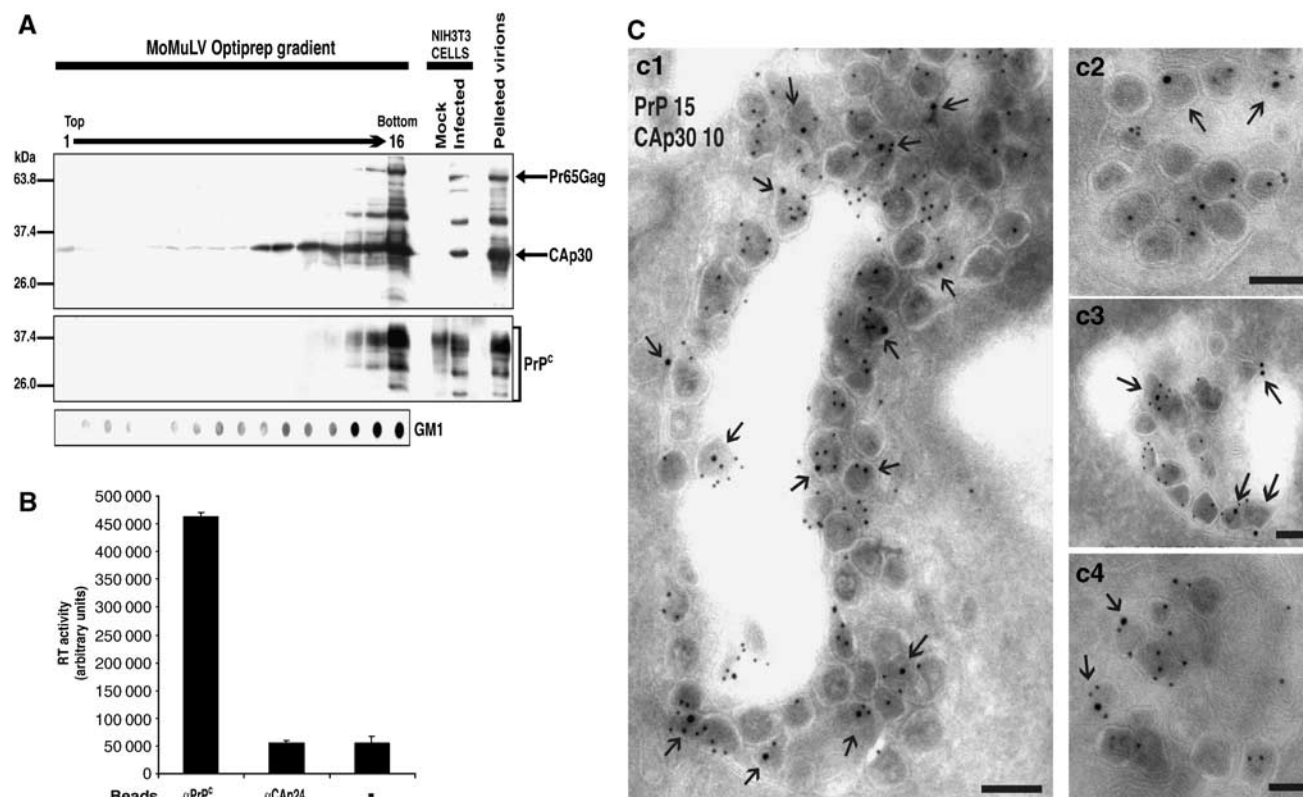 A
MoMuLV Optiprep gradient
NIH3T3
CELLS
Mock
Infected
Pelleted virions
Top
Bottom
1
16
kDa
63.8
37.4
26.0
Pr65Gag
CAp30
37.4
26.0
PrPᶜ
GM1
B
500 000
450 000
400 000
350 000
300 000
250 000
200 000
150 000
100 000
50 000
0
RT activity
(arbitrary units)
Beads αPrPᶜ αCAp24 -
C
c1
PrP 15
CAp30 10
c2
c3
c4